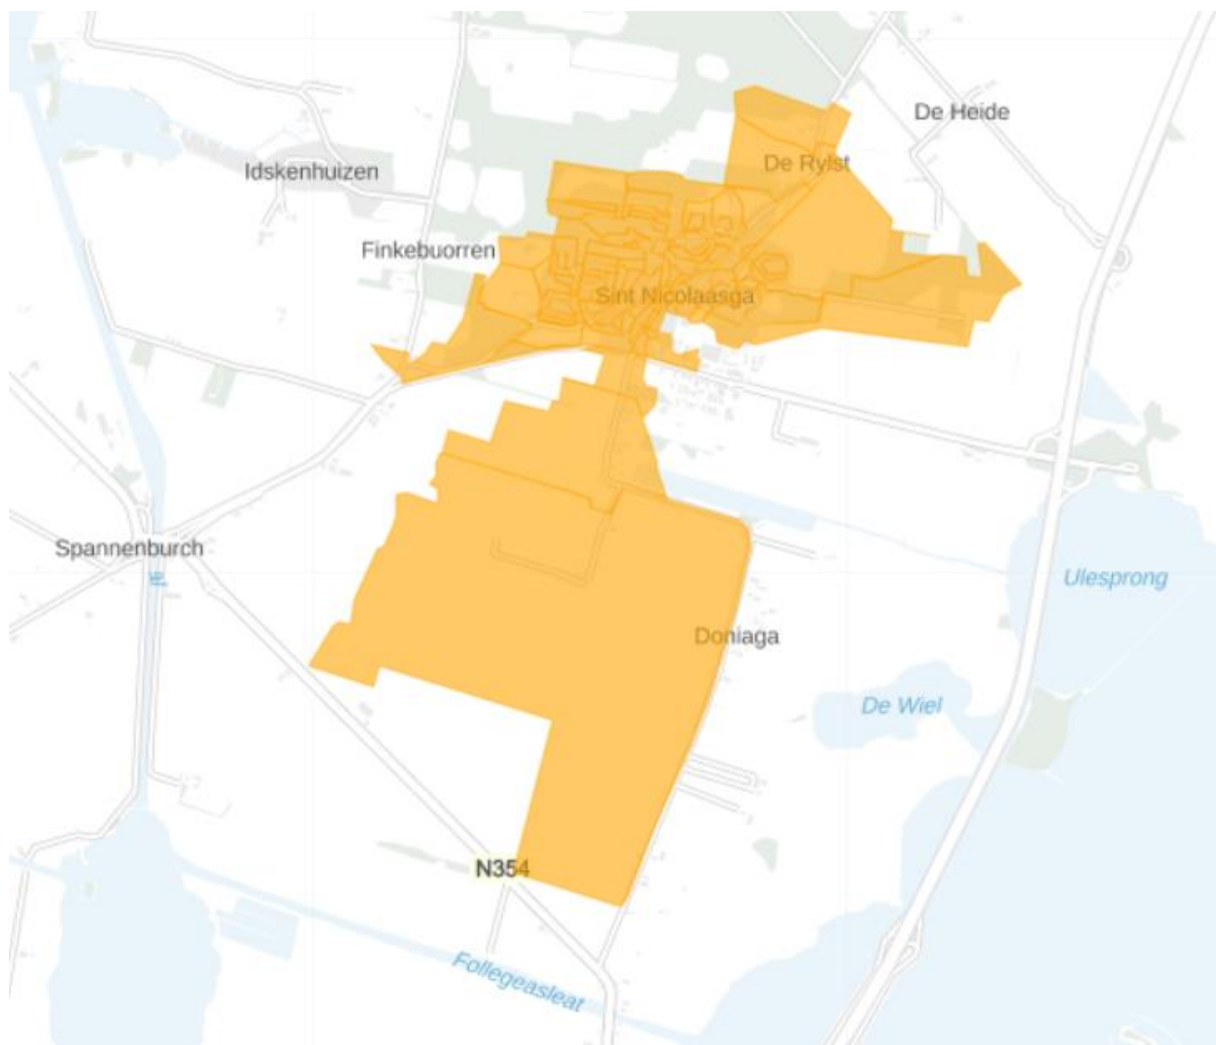 De Heide
De Rylst
Idskenhuizen
Finkebuorren
Sint Nicolaasga
Spannenburch
Ulesprong
Doniaga
De Wiel
N354
Follegeasleat